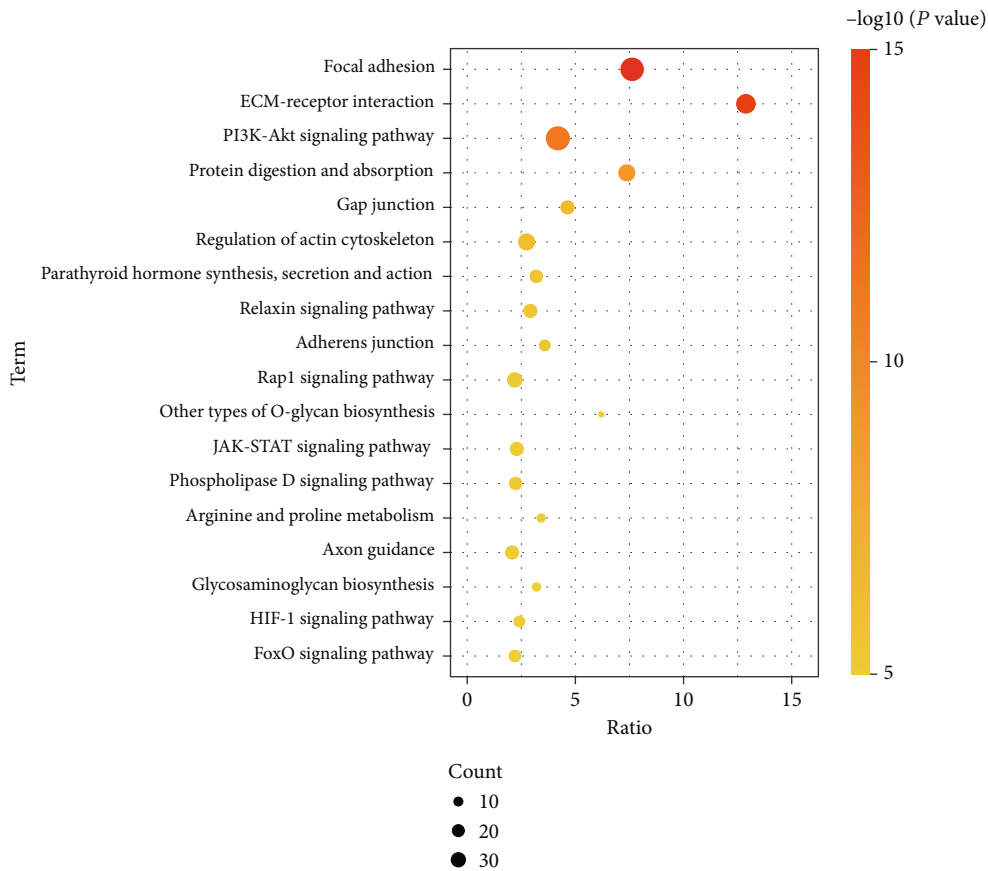 –log10 (P value)
15
10
5
Term
Focal adhesion
ECM-receptor interaction
PI3K-Akt signaling pathway
Protein digestion and absorption
Gap junction
Regulation of actin cytoskeleton
Parathyroid hormone synthesis, secretion and action
Relaxin signaling pathway
Adherens junction
Rap1 signaling pathway
Other types of O-glycan biosynthesis
JAK-STAT signaling pathway
Phospholipase D signaling pathway
Arginine and proline metabolism
Axon guidance
Glycosaminoglycan biosynthesis
HIF-1 signaling pathway
FoxO signaling pathway
0 5 10 15
Ratio
Count
10
20
30